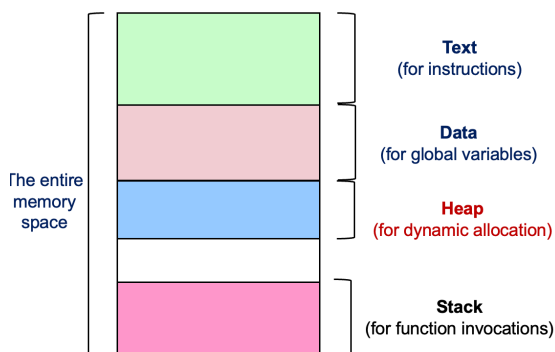 Text
(for instructions)
Data
(for global variables)
The entire
memory
space
Heap
(for dynamic allocation)
Stack
(for function invocations)